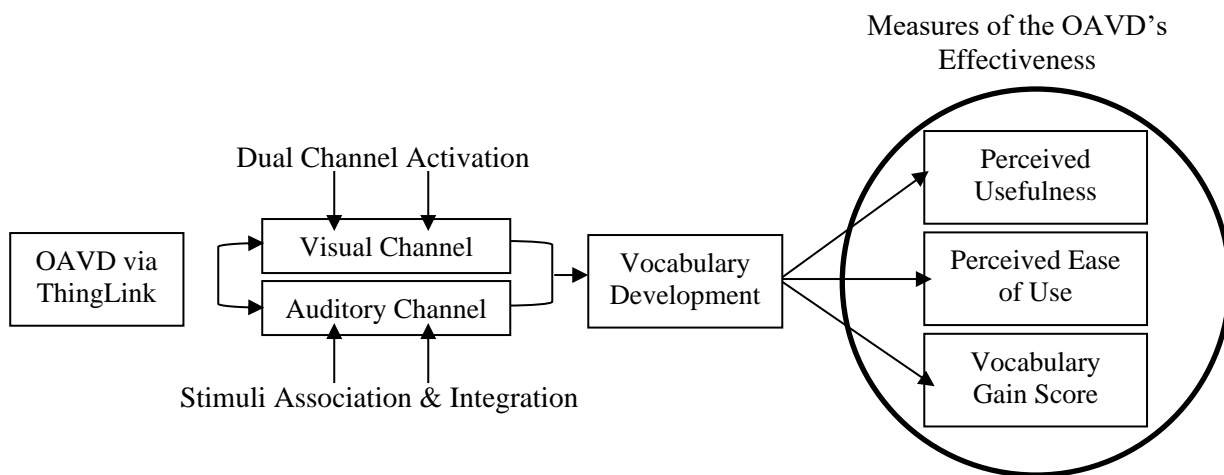 Measures of the OAVD’s
Effectiveness
Dual Channel Activation
OAVD via
ThingLink
Visual Channel
Auditory Channel
Stimuli Association & Integration
Vocabulary
Development
Perceived
Usefulness
Perceived Ease
of Use
Vocabulary
Gain Score